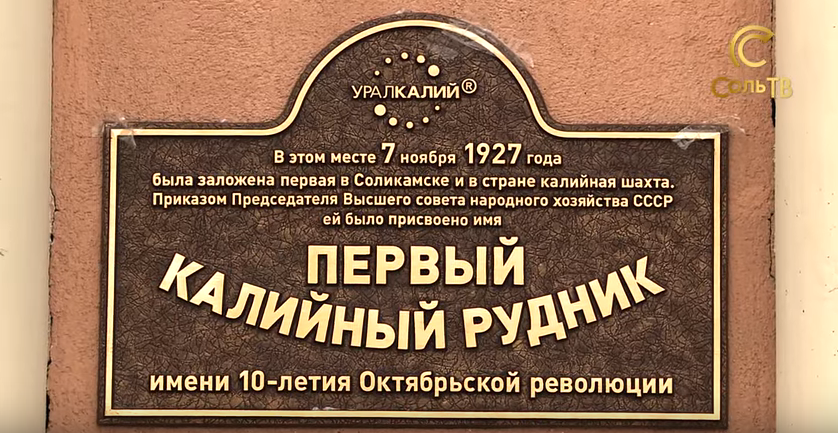 СольТВ
УРАЛКАЛИЙ®
В этом месте 7 ноября 1927 года
была заложена первая в Соликамске и в стране калийная шахта.
Приказом Председателя Высшего совета народного хозяйства СССР
ей было присвоено имя
ПЕРВЫЙ
КАЛИЙНЫЙ РУДНИК
имени 10-летия Октябрьской революции